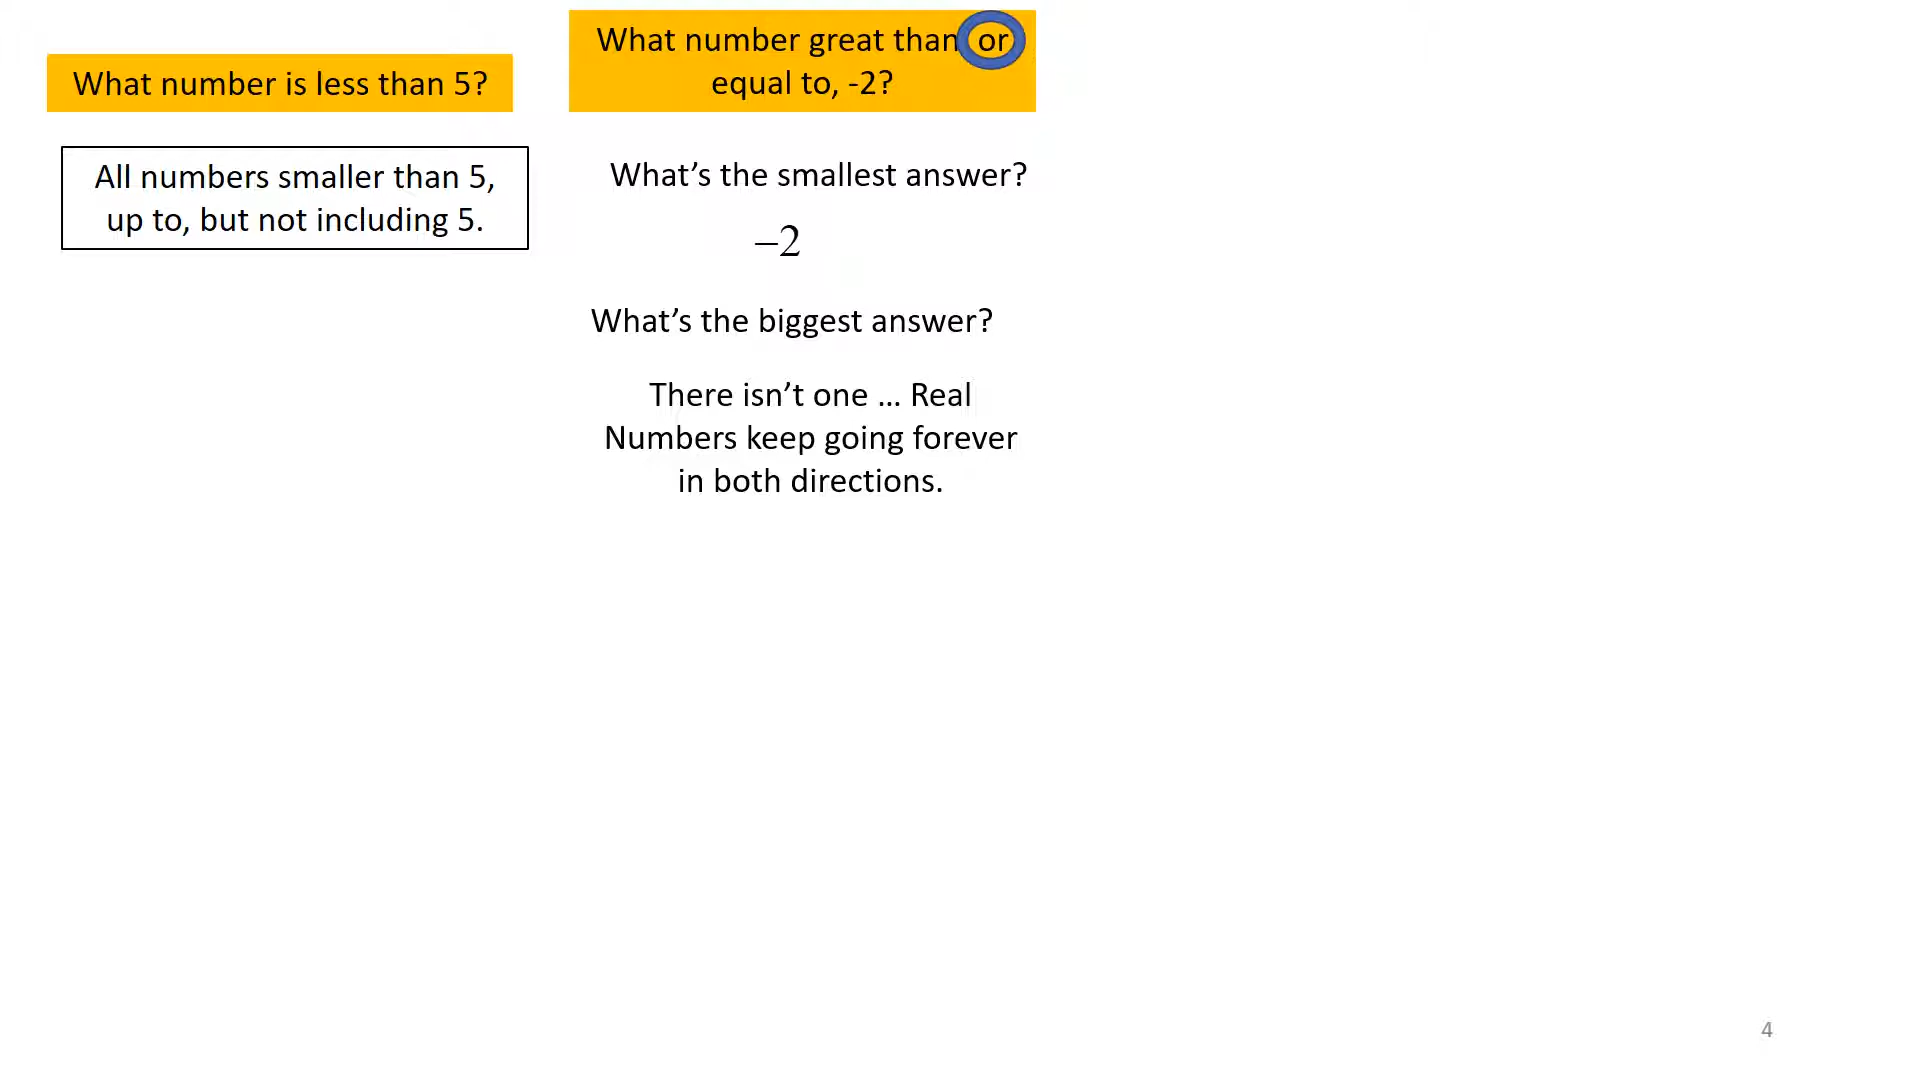 What number is less than 5?
All numbers smaller than 5,
up to, but not including 5.
What number great than or
equal to, -2?
What’s the smallest answer?
−2
What’s the biggest answer?
There isn’t one … Real
Numbers keep going forever
in both directions.
4